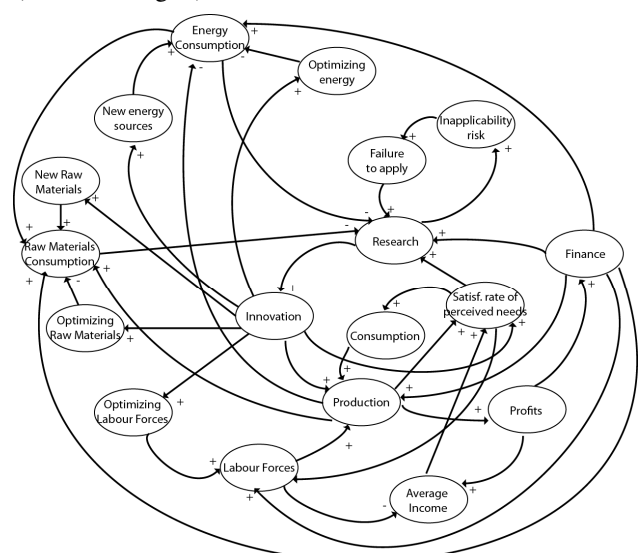 Energy
Consumption
Optimizing
energy
New energy
sources
Inapplicability
risk
Failure
to apply
New Raw
Materials
Raw Materials
Consumption
Research
Finance
Innovation
Satisf. rate of
perceived needs
Optimizing
Raw Materials
Consumption
Production
Profits
Optimizing
Labour Forces
Labour Forces
Average
Income